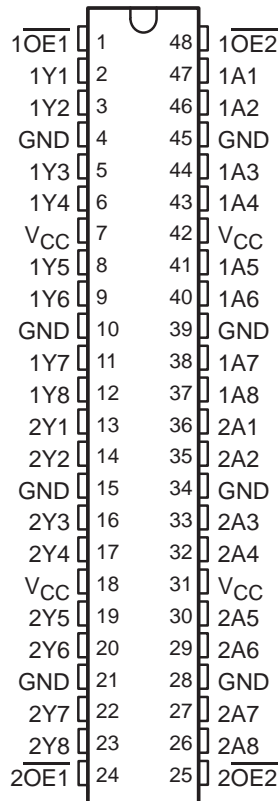 1OE1 1 48 1OE2
1Y1 2 47 1A1
1Y2 3 46 1A2
GND 4 45 GND
1Y3 5 44 1A3
1Y4 6 43 1A4
VCC 7 42 VCC
1Y5 8 41 1A5
1Y6 9 40 1A6
GND 10 39 GND
1Y7 11 38 1A7
1Y8 12 37 1A8
2Y1 13 36 2A1
2Y2 14 35 2A2
GND 15 34 GND
2Y3 16 33 2A3
2Y4 17 32 2A4
VCC 18 31 VCC
2Y5 19 30 2A5
2Y6 20 29 2A6
GND 21 28 GND
2Y7 22 27 2A7
2Y8 23 26 2A8
2OE1 24 25 2OE2